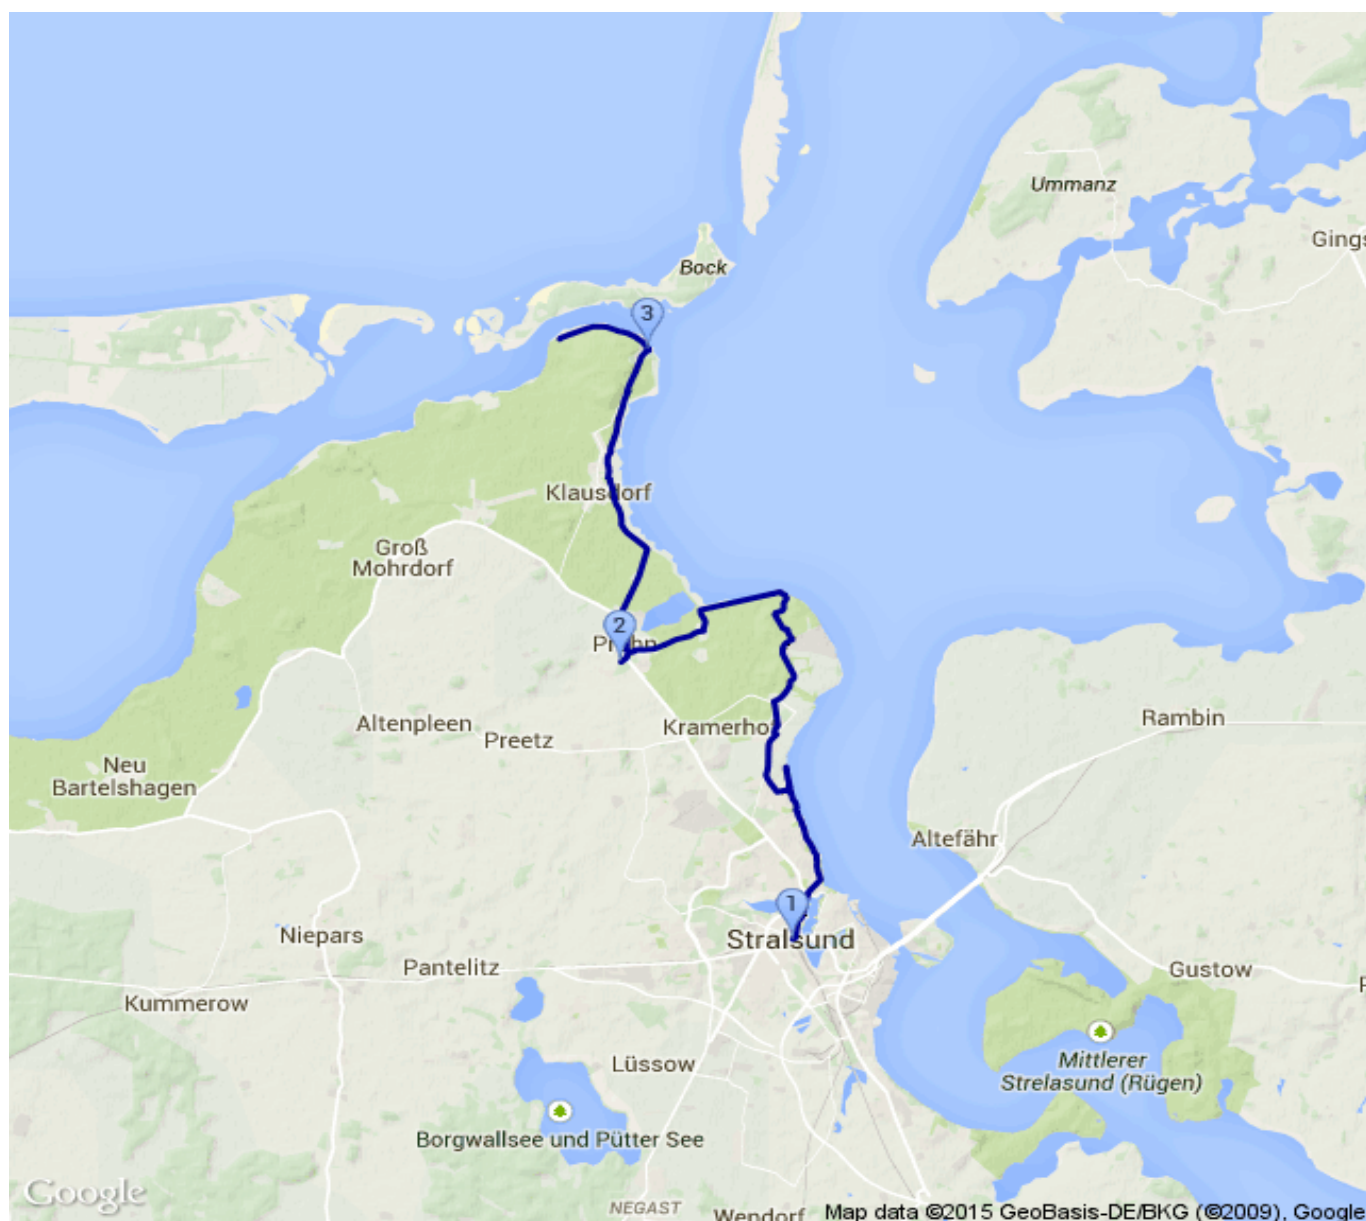 Ummanz
Gings
Bock
3
Klausdorf
Groß
Mohrdorf
2
Altenpleen
Preetz
Kramerhof
Rambin
Neu
Bartelshagen
Altefähr
1
Stralsund
Niepars
Pantelitz
Gustow
Kummerow
Mittlerer
Strelasund (Rügen)
Lüssow
Borgwallsee und Pütter See
Google
NEGAST
Wendorf
Map data ©2015 GeoBasis-DE/BKG (©2009), Google